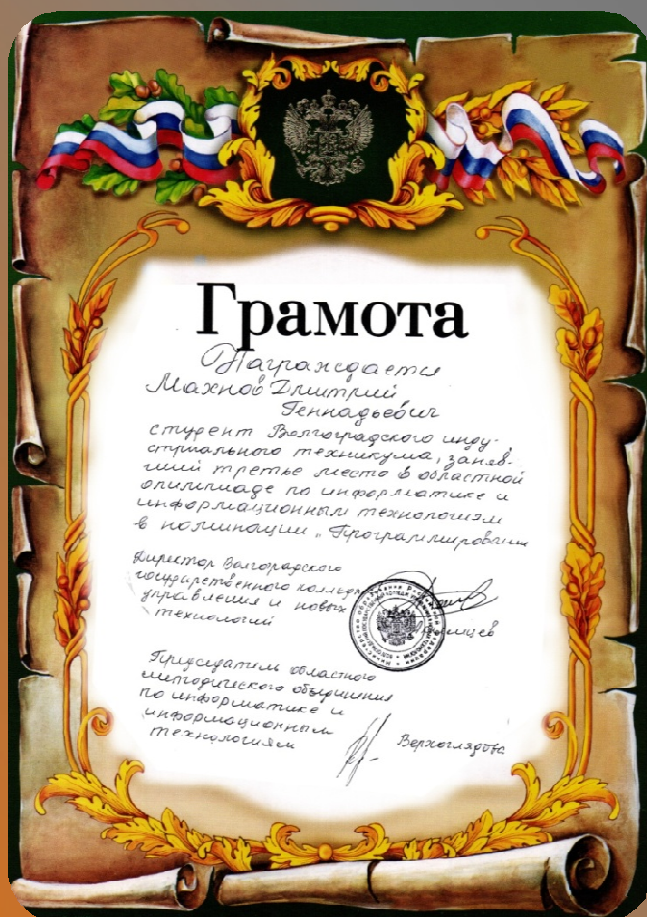 Грамота
Награждается
Махнов Дмитрий
Геннадьевич
студент Волгоградского инду-
стриального техникума, заняв-
ший третье место в областной
олимпиаде по информатике и
информационным технологиям
в номинации „Программирование
Директор Волгоградского
государственного колледжа
управления и новых
технологий
Председатель областного
методического объединения
по информатике и
информационным
технологиям
Верхоглядова